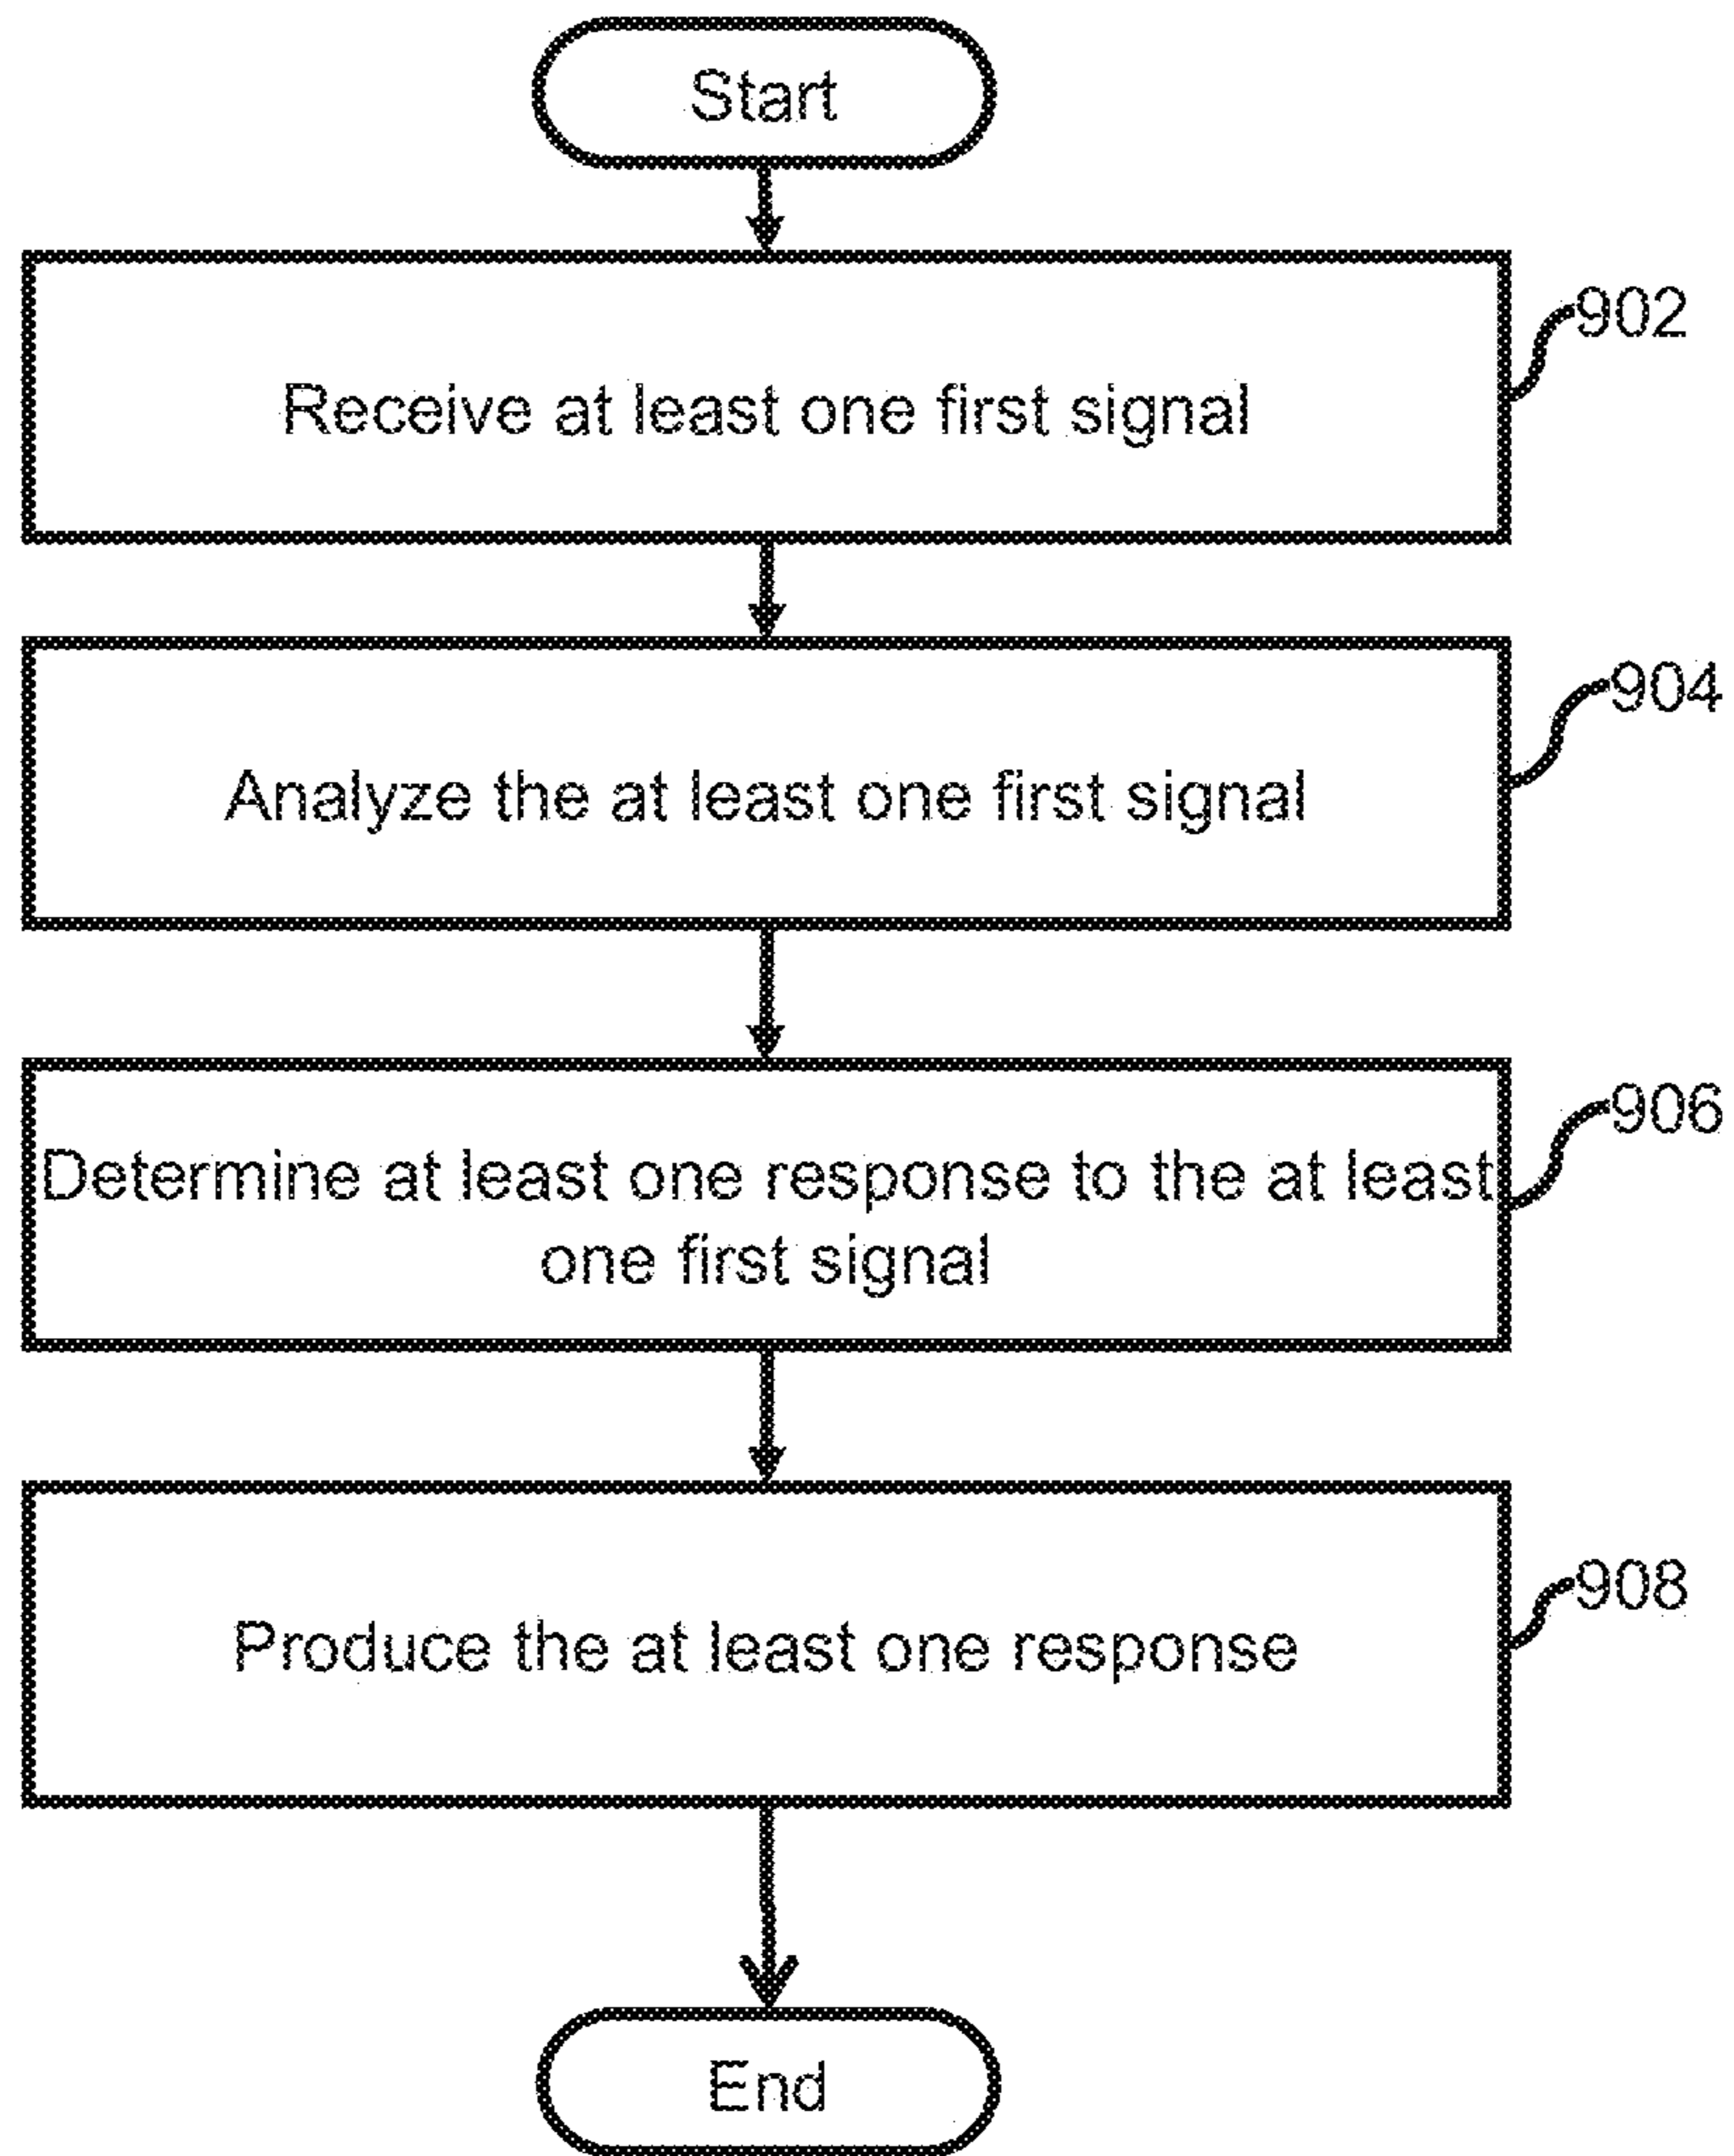 Start
902
Receive at least one first signal
904
Analyze the at least one first signal
906
Determine at least one response to the at least
one first signal
908
Produce the at least one response
End